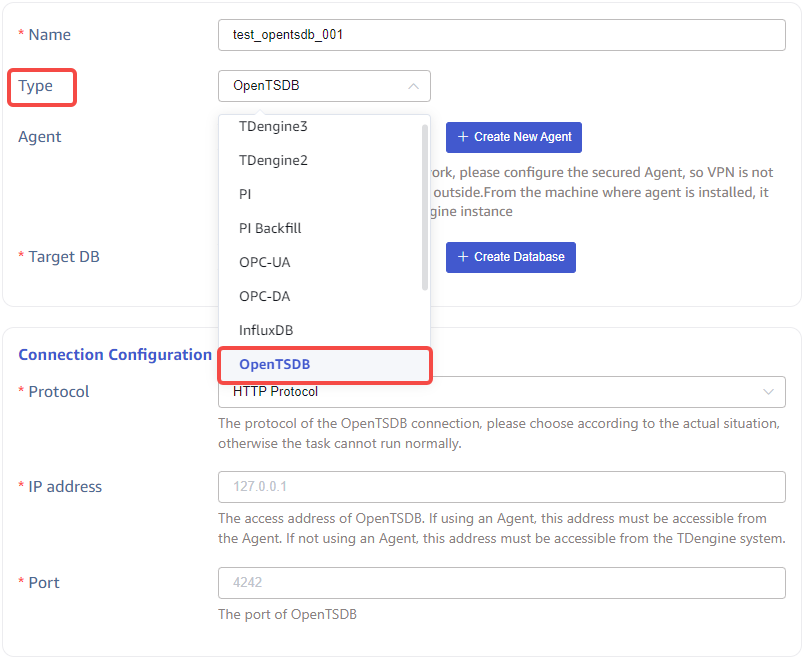 * Name
test_opentsdb_001
Type
OpenTSDB
Agent
TDengine3
+ Create New Agent
TDengine2
ork, please configure the secured Agent, so VPN is not
PI
outside.From the machine where agent is installed, it
gine instance
PI Backfill
* Target DB
+ Create Database
OPC-UA
OPC-DA
InfluxDB
Connection Configuration
OpenTSDB
* Protocol
HTTP Protocol
The protocol of the OpenTSDB connection, please choose according to the actual situation,
otherwise the task cannot run normally.
* IP address
127.0.0.1
The access address of OpenTSDB. If using an Agent, this address must be accessible from
the Agent. If not using an Agent, this address must be accessible from the TDengine system.
* Port
4242
The port of OpenTSDB